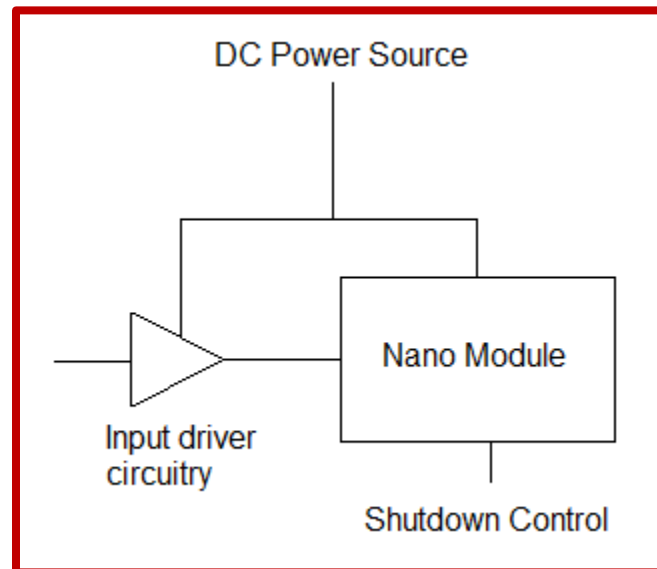 DC Power Source
Nano Module
Input driver
circuitry
Shutdown Control